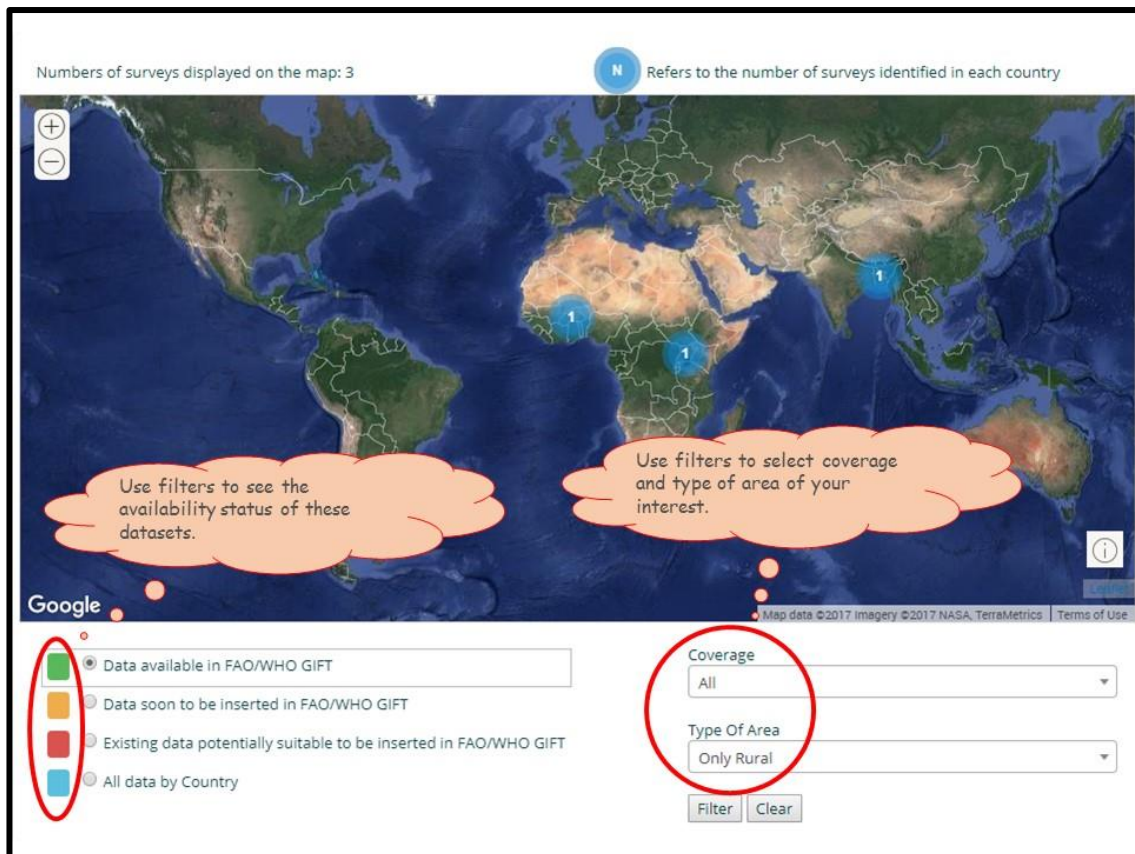 Numbers of surveys displayed on the map: 3
N Refers to the number of surveys identified in each country
+
−
1
1
1
Use filters to see the
availability status of these
datasets.
Use filters to select coverage
and type of area of your
interest.
i
Leaflet
Google
Map data ©2017 Imagery ©2017 NASA, TerraMetrics
Terms of Use
Data available in FAO/WHO GIFT
Data soon to be inserted in FAO/WHO GIFT
Existing data potentially suitable to be inserted in FAO/WHO GIFT
All data by Country
Coverage
All
Type Of Area
Only Rural
Filter Clear